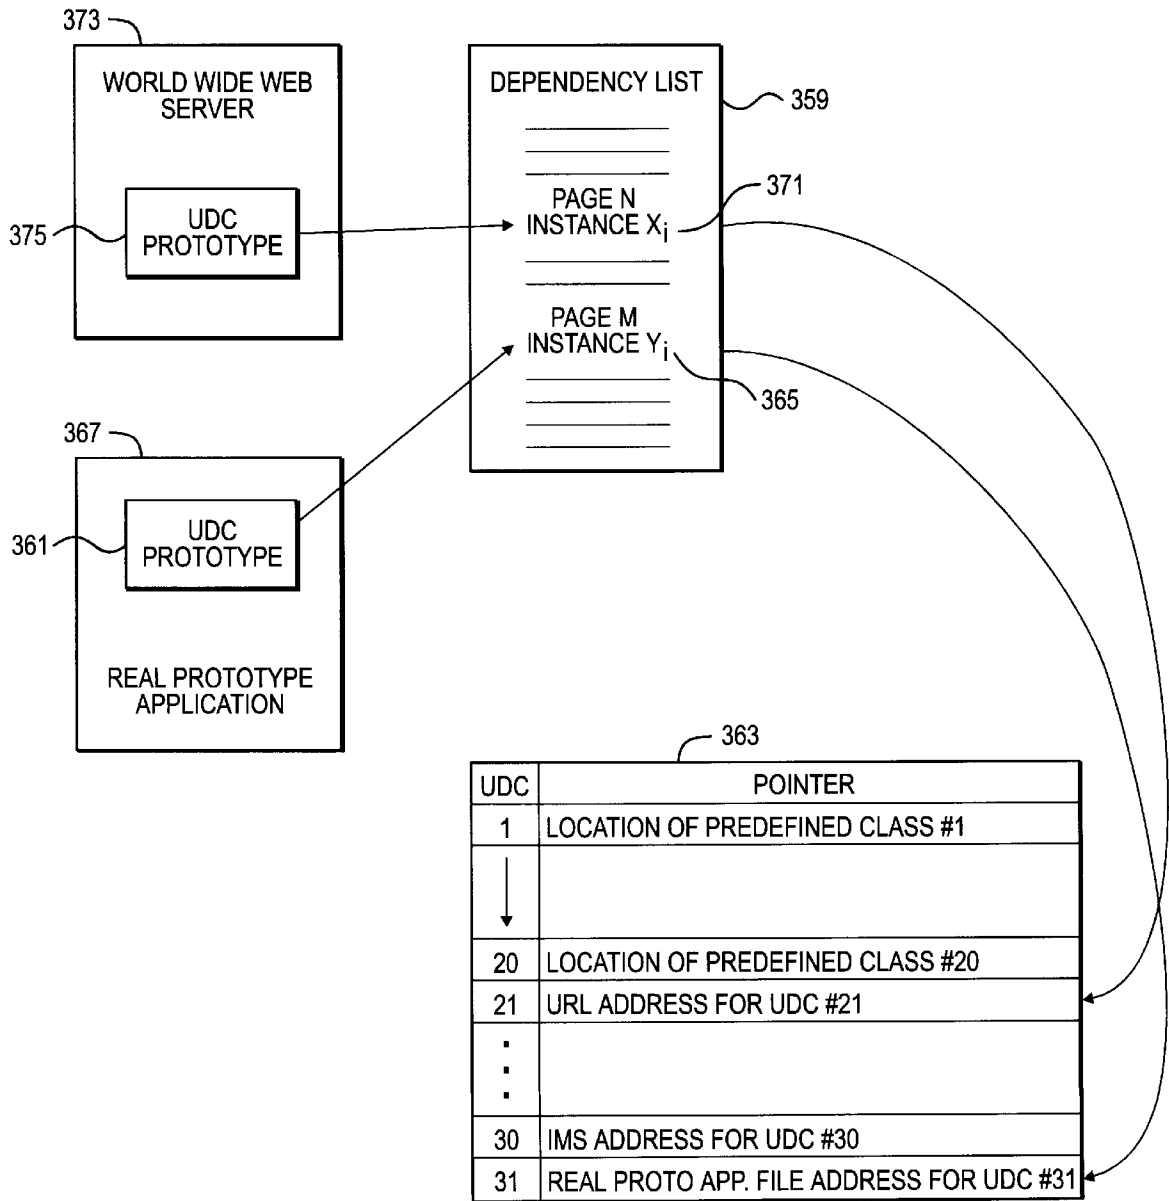 373
WORLD WIDE WEB
SERVER
375
UDC
PROTOTYPE
DEPENDENCY LIST
359
PAGE N
INSTANCE Xi
371
PAGE M
INSTANCE Yi
365
367
361
UDC
PROTOTYPE
REAL PROTOTYPE
APPLICATION
363
UDC POINTER
1 LOCATION OF PREDEFINED CLASS #1
20 LOCATION OF PREDEFINED CLASS #20
21 URL ADDRESS FOR UDC #21
30 IMS ADDRESS FOR UDC #30
31 REAL PROTO APP. FILE ADDRESS FOR UDC #31